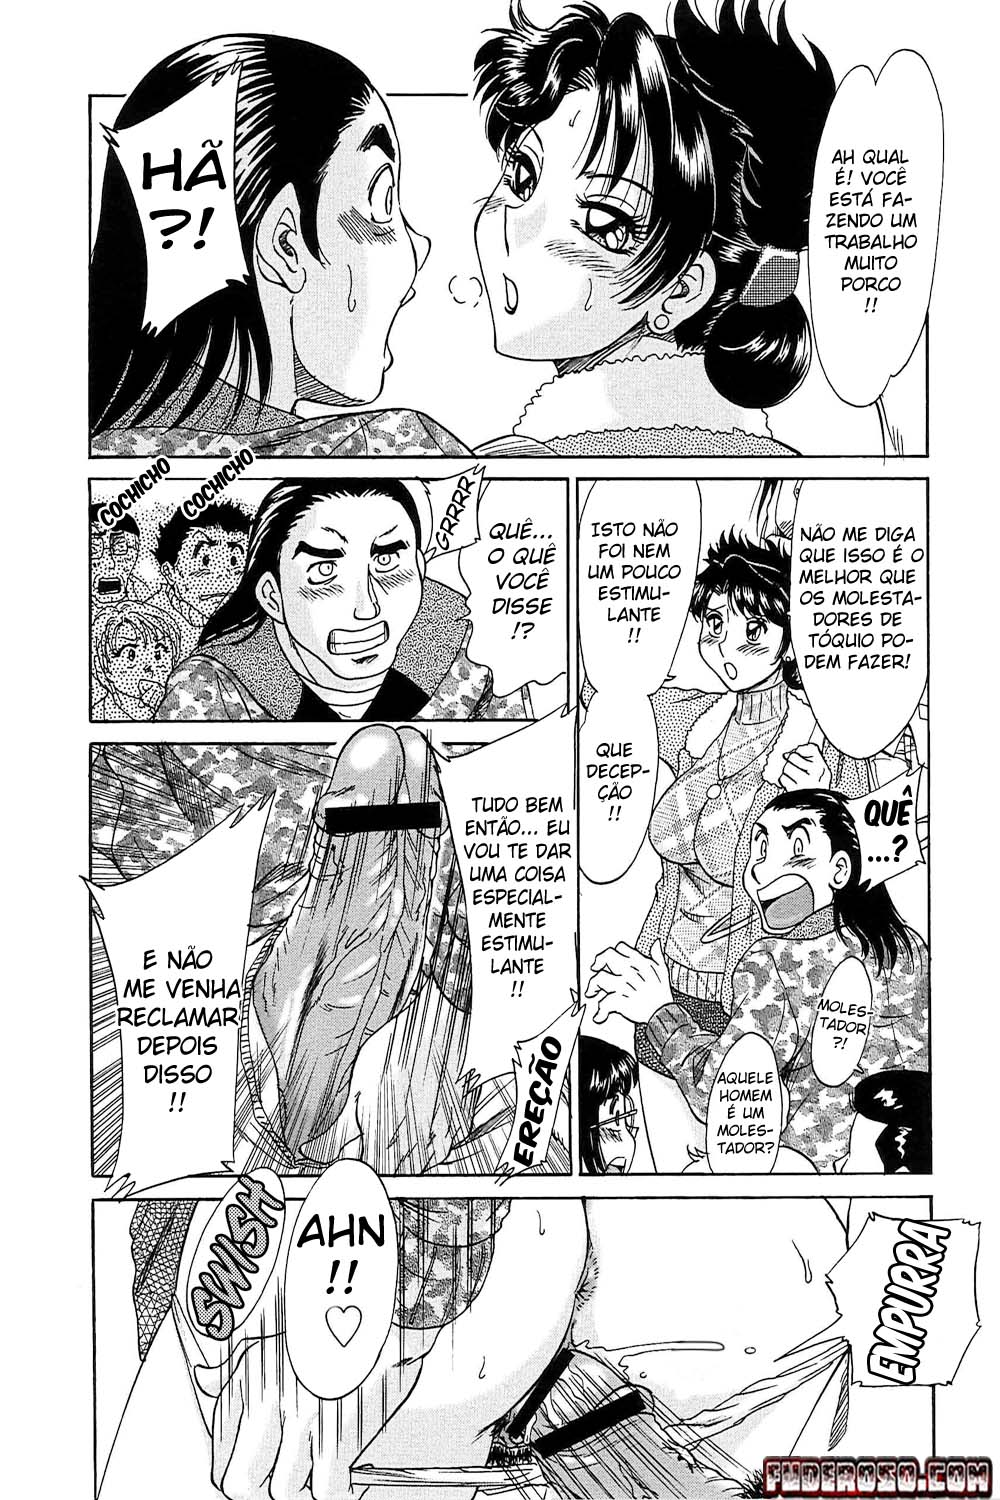 AH QUAL
É! VOCÊ
ESTÁ FA-
ZENDO UM
TRABALHO
MUITO
PORCO
!!
HÃ
?!
NÃO ME DIGA
QUE ISSO É O
MELHOR QUE
OS MOLESTA-
DORES DE
TÓQUIO PO-
DEM FAZER!
ISTO NÃO
FOI NEM
UM POUCO
ESTIMU-
LANTE
!!
QUE
DECEP-
ÇÃO
!!
QUÊ
...?
MOLES-
TADOR
?!
AQUELE
HOMEM
É UM
MOLES-
TADOR?
GRRRR
QUÊ...
O QUÊ
VOCÊ
DISSE
!?
COCHICHO
COCHICHO
TUDO BEM
ENTÃO... EU
VOU TE DAR
UMA COISA
ESPECIAL-
MENTE
ESTIMU-
LANTE
!!
EREÇÃO
E NÃO
ME VENHA
RECLAMAR
DEPOIS
DISSO
!!
EMPURRA
AHN
!!
♡
SWISH
FUDEROSO.COM